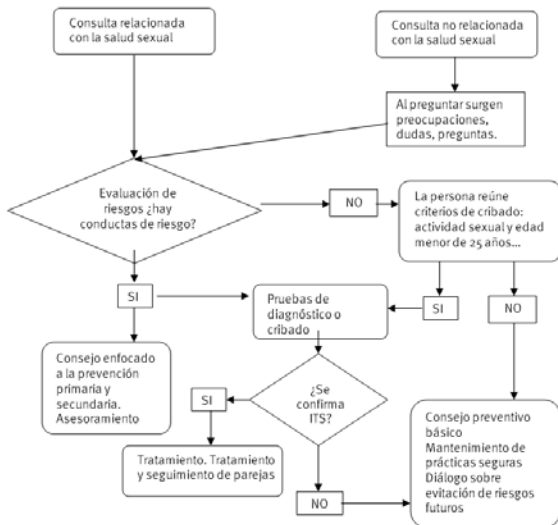 Consulta relacionada
con la salud sexual
Consulta no relacionada
con la salud sexual
Al preguntar surgen
preocupaciones,
dudas, preguntas.
Evaluación de
riesgos ¿hay
conductas de riesgo?
NO
La persona reúne
criterios de cribado:
actividad sexual y edad
menor de 25 años...
SI
Pruebas de
diagnóstico o
cribado
SI
NO
Consejo enfocado
a la prevención
primaria y
secundaria.
Asesoramiento
SI
¿Se
confirma
ITS?
Consejo preventivo
básico
Mantenimiento de
prácticas seguras
Diálogo sobre
evitación de riesgos
futuros
Tratamiento. Tratamiento
y seguimiento de parejas
NO